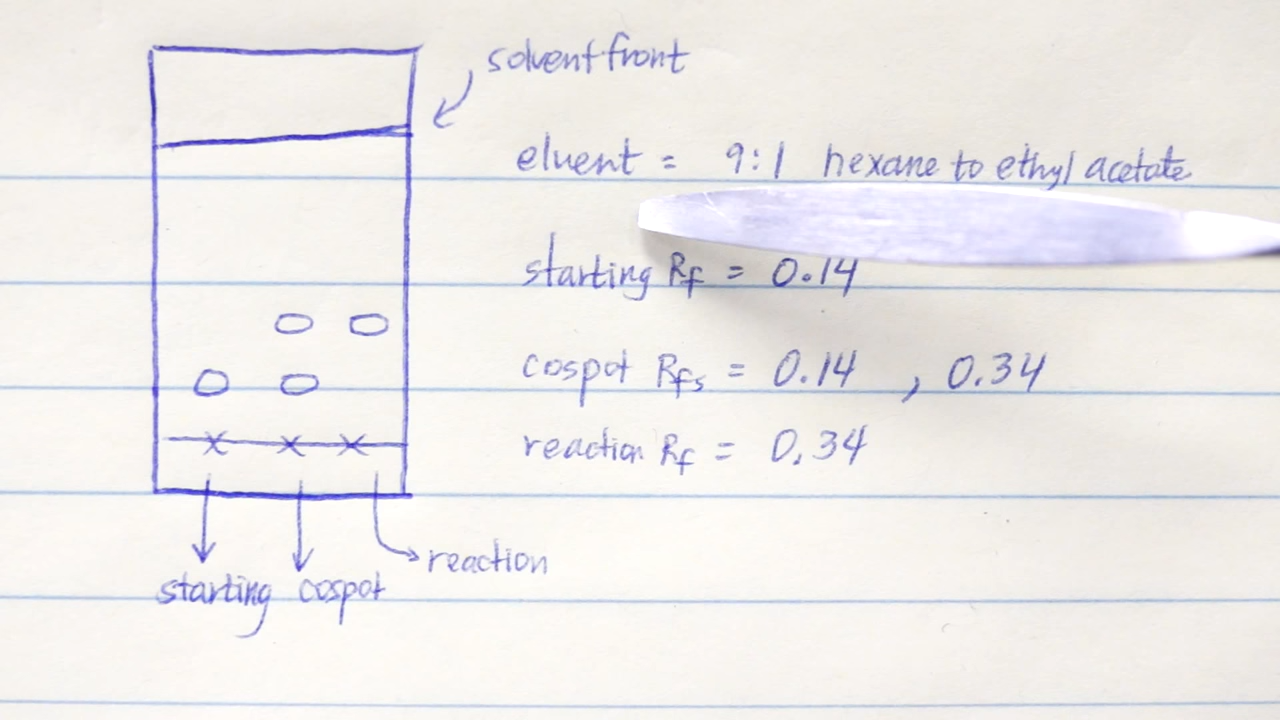 solvent front
eluent = 9:1 hexane to ethyl acetate
starting Rf = 0.14
cospot Rfs = 0.14 , 0.34
reaction Rf = 0.34
reaction
starting cospot